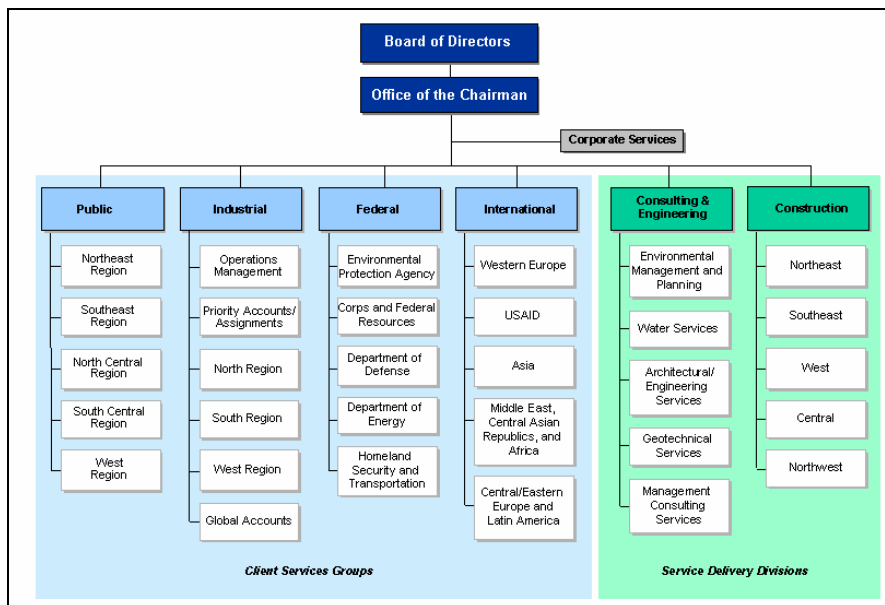 Board of Directors
Office of the Chairman
Corporate Services
Public
Industrial
Federal
International
Consulting &
Engineering
Construction
Northeast
Region
Southeast
Region
North Central
Region
South Central
Region
West
Region
Operations
Management
Priority Accounts/
Assignments
North Region
South Region
West Region
Global Accounts
Environmental
Protection Agency
Corps and Federal
Resources
Department of
Defense
Department of
Energy
Homeland
Security and
Transportation
Western Europe
USAID
Asia
Middle East,
Central Asian
Republics, and
Africa
Central/Eastern
Europe and
Latin America
Environmental
Management and
Planning
Water Services
Architectural/
Engineering
Services
Geotechnical
Services
Management
Consulting
Services
Northeast
Southeast
West
Central
Northwest
Client Services Groups
Service Delivery Divisions